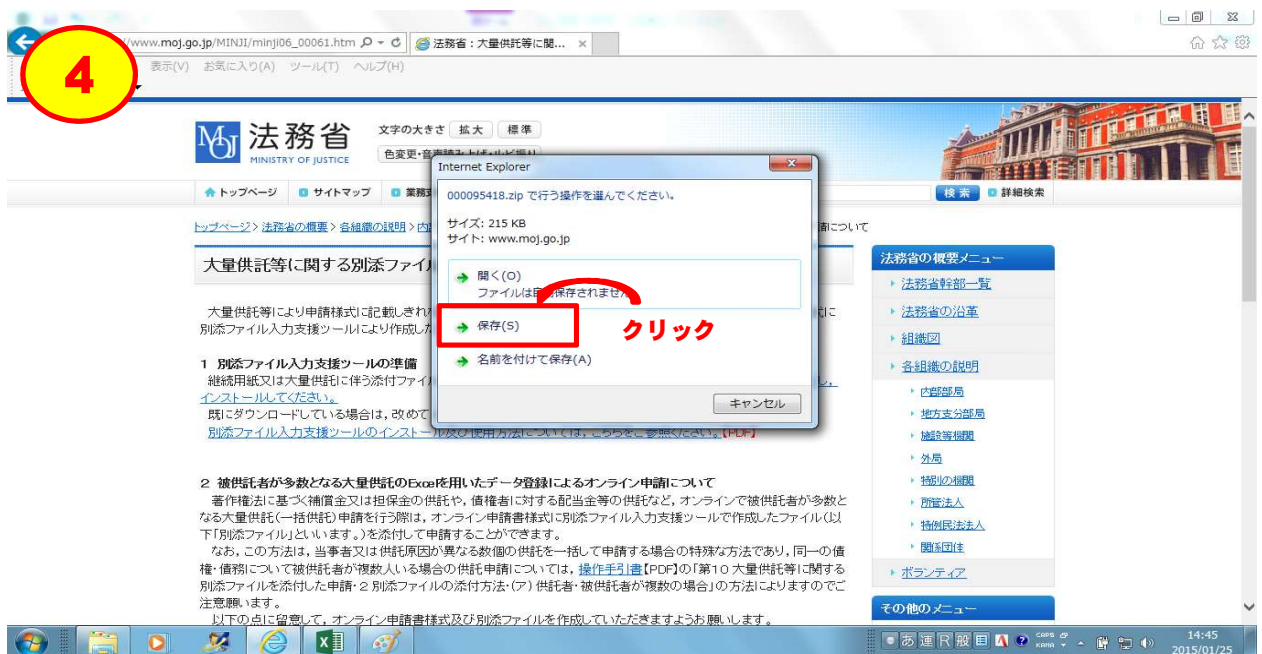 www.moj.go.jp/MINJI/minji06_00061.htm
法務省：大量供託等に関...
4
表示(V) お気に入り(A) ツール(T) ヘルプ(H)
MOJ 法務省
MINISTRY OF JUSTICE
文字の大きさ 拡大 標準
トップページ サイトマップ
検索 詳細検索
トップページ > 法務省の概要 > 各組織の説明 >
について
大量供託等に関する別添ファイル
大量供託等により申請様式に記載しきれ
別添ファイル入力支援ツールにより作成した
1 別添ファイル入力支援ツールの準備
継続用紙又は大量供託に伴う添付ファイ
インストールしてください。
既にダウンロードしている場合は，改めて
別添ファイル入力支援ツールのインストール及び使用方法については，こちらをご参照ください。【PDF】
Internet Explorer
000095418.zip で行う操作を選んでください。
サイズ: 215 KB
サイト: www.moj.go.jp
開く(O)
ファイルは自動保存されません
保存(S)
クリック
名前を付けて保存(A)
キャンセル
2 被供託者が多数となる大量供託のExcelを用いたデータ登録によるオンライン申請について
著作権法に基づく補償金又は担保金の供託や，債権者に対する配当金等の供託など，オンラインで被供託者が多数と
なる大量供託(一括供託)申請を行う際は，オンライン申請書様式に別添ファイル入力支援ツールで作成したファイル(以
下「別添ファイル」といいます。)を添付して申請することができます。
なお，この方法は，当事者又は供託原因が異なる数個の供託を一括して申請する場合の特殊な方法であり，同一の債
権・債務について被供託者が複数人いる場合の供託申請については，操作手引書【PDF】の「第10 大量供託等に関する
別添ファイルを添付した申請・2 別添ファイルの添付方法・(ア) 供託者・被供託者が複数の場合」の方法によりますのでご
注意願います。
以下の点に留意して，オンライン申請書様式及び別添ファイルを作成していただきますようお願いします。
法務省の概要メニュー
法務省幹部一覧
法務省の沿革
組織図
各組織の説明
内部部局
地方支分部局
施設等機関
外局
特別の機関
所管法人
特例民法法人
関係団体
ボランティア
その他のメニュー
あ 連 R 般
CAPS
KANA
14:45
2015/01/25